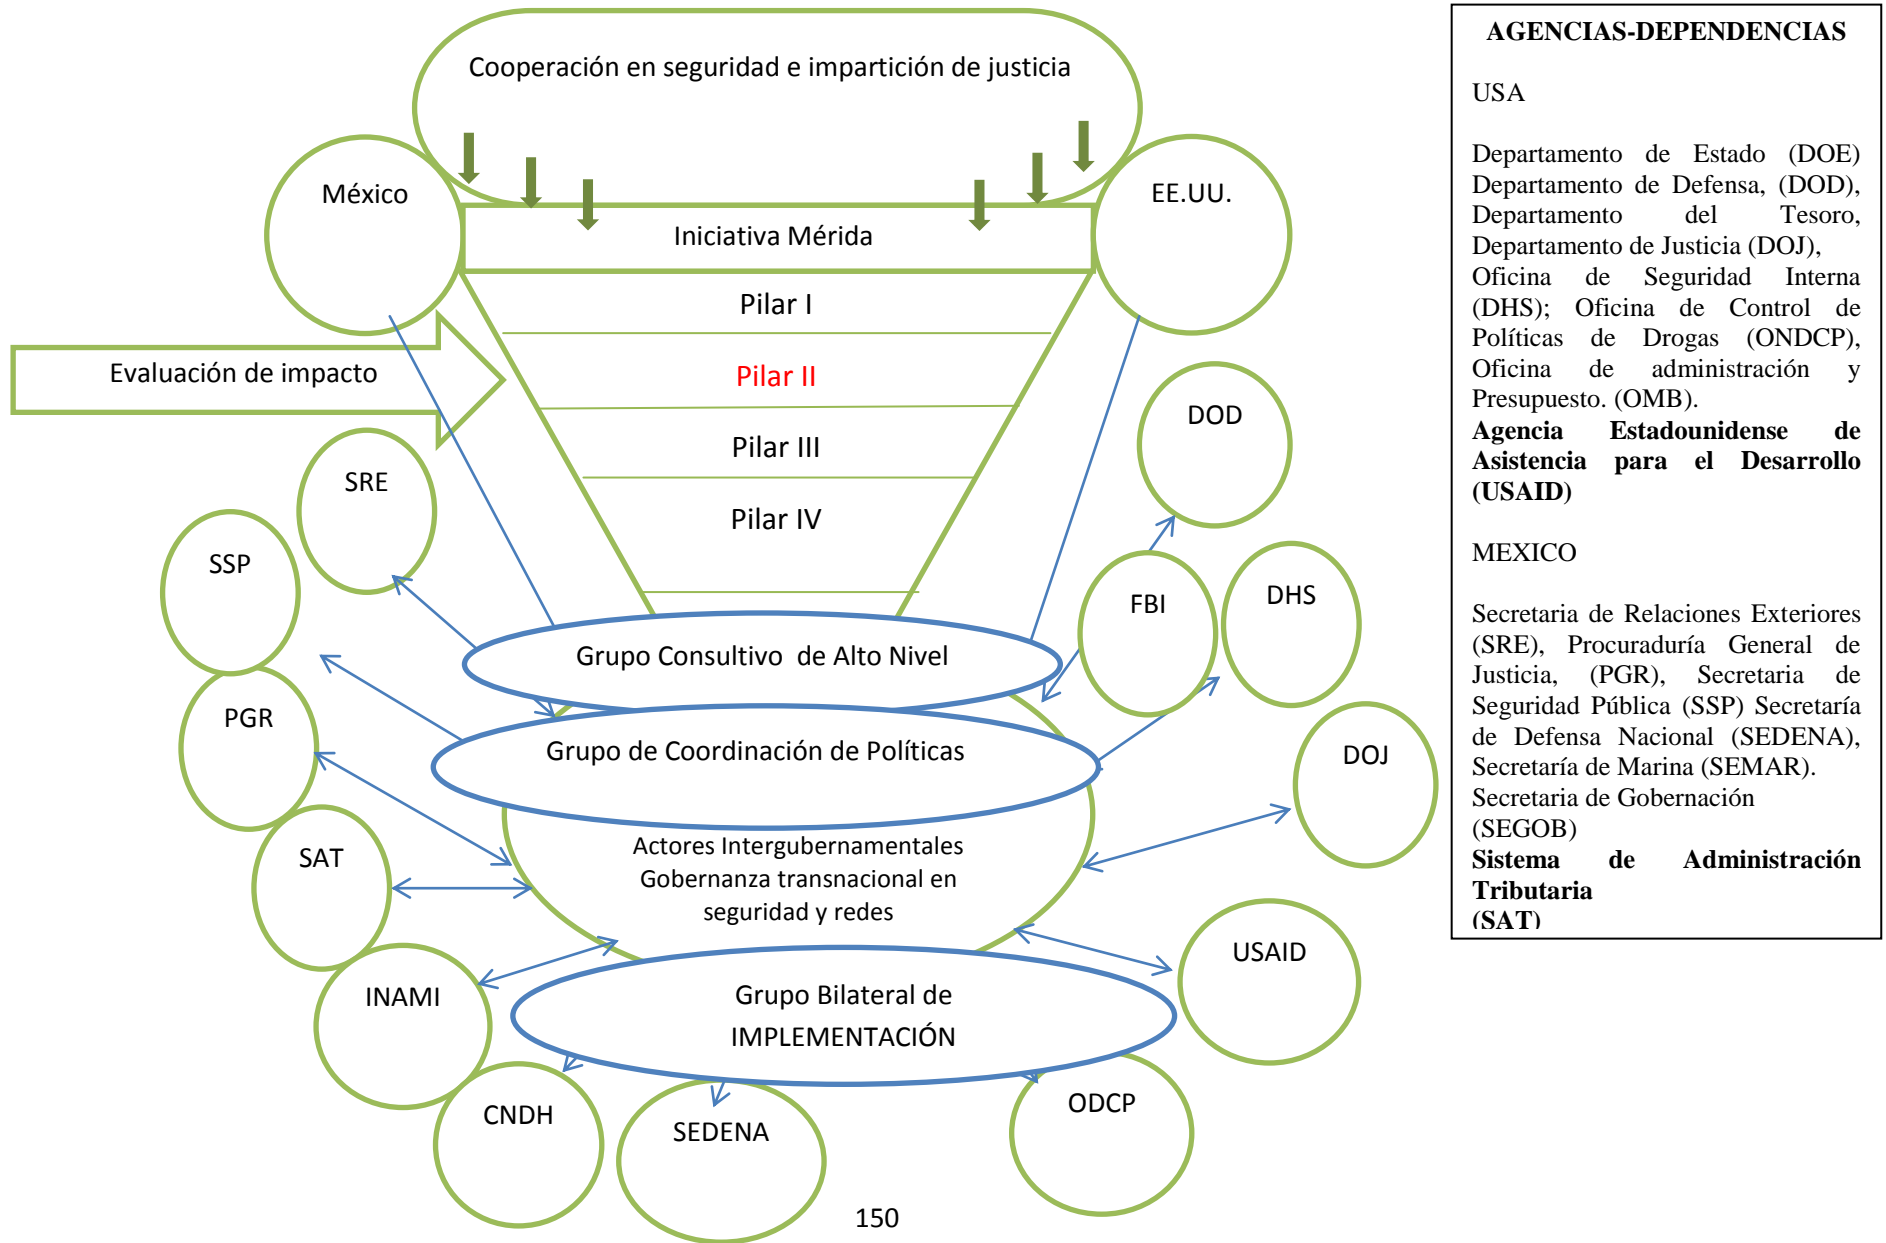 Cooperación en seguridad e impartición de justicia
México
EE.UU.
Iniciativa Mérida
Pilar I
Evaluación de impacto
Pilar II
Pilar III
Pilar IV
SRE
SSP
PGR
SAT
INAMI
CNDH
SEDENA
DOD
FBI
DHS
DOJ
USAID
ODCP
Grupo Consultivo de Alto Nivel
Grupo de Coordinación de Políticas
Actores Intergubernamentales
Gobernanza transnacional en
seguridad y redes
Grupo Bilateral de
IMPLEMENTACIÓN
150
AGENCIAS-DEPENDENCIAS
USA
Departamento de Estado (DOE)
Departamento de Defensa, (DOD),
Departamento del Tesoro,
Departamento de Justicia (DOJ),
Oficina de Seguridad Interna
(DHS); Oficina de Control de
Políticas de Drogas (ONDCP),
Oficina de administración y
Presupuesto. (OMB).
Agencia Estadounidense de
Asistencia para el Desarrollo
(USAID)
MEXICO
Secretaria de Relaciones Exteriores
(SRE), Procuraduría General de
Justicia, (PGR), Secretaria de
Seguridad Pública (SSP) Secretaría
de Defensa Nacional (SEDENA),
Secretaría de Marina (SEMAR).
Secretaria de Gobernación
(SEGOB)
Sistema de Administración
Tributaria
(SAT)